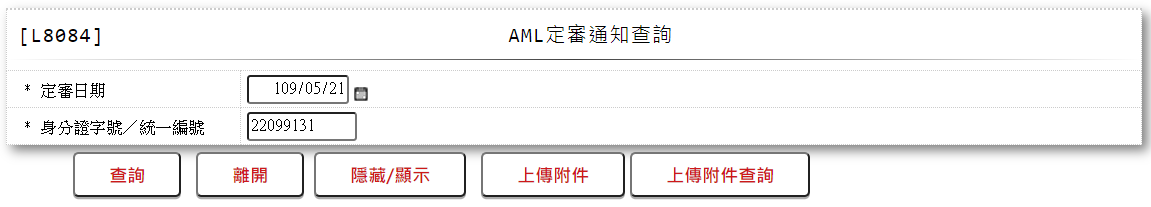 [L8084] AML定審通知查詢
* 定審日期 109/05/21
* 身分證字號／統一編號 22099131
查詢 離開 隱藏/顯示 上傳附件 上傳附件查詢